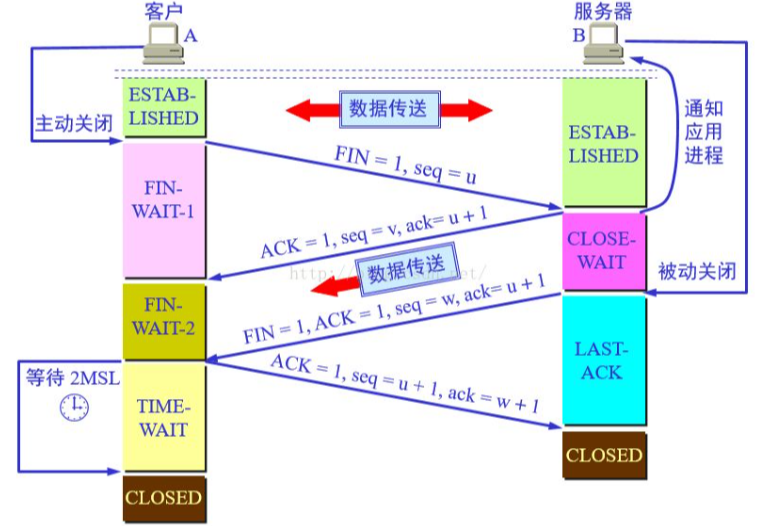 客户
A
服务器
B
ESTAB-
LISHED
主动关闭
数据传送
ESTAB-
LISHED
通知
应用
进程
FIN = 1, seq = u
FIN-
WAIT-1
ACK = 1, seq = v, ack= u + 1
CLOSE-
WAIT
数据传送
被动关闭
FIN-
WAIT-2
FIN = 1, ACK = 1, seq = w, ack= u + 1
LAST-
ACK
ACK = 1, seq = u + 1, ack = w + 1
等待 2MSL
TIME-
WAIT
CLOSED
CLOSED